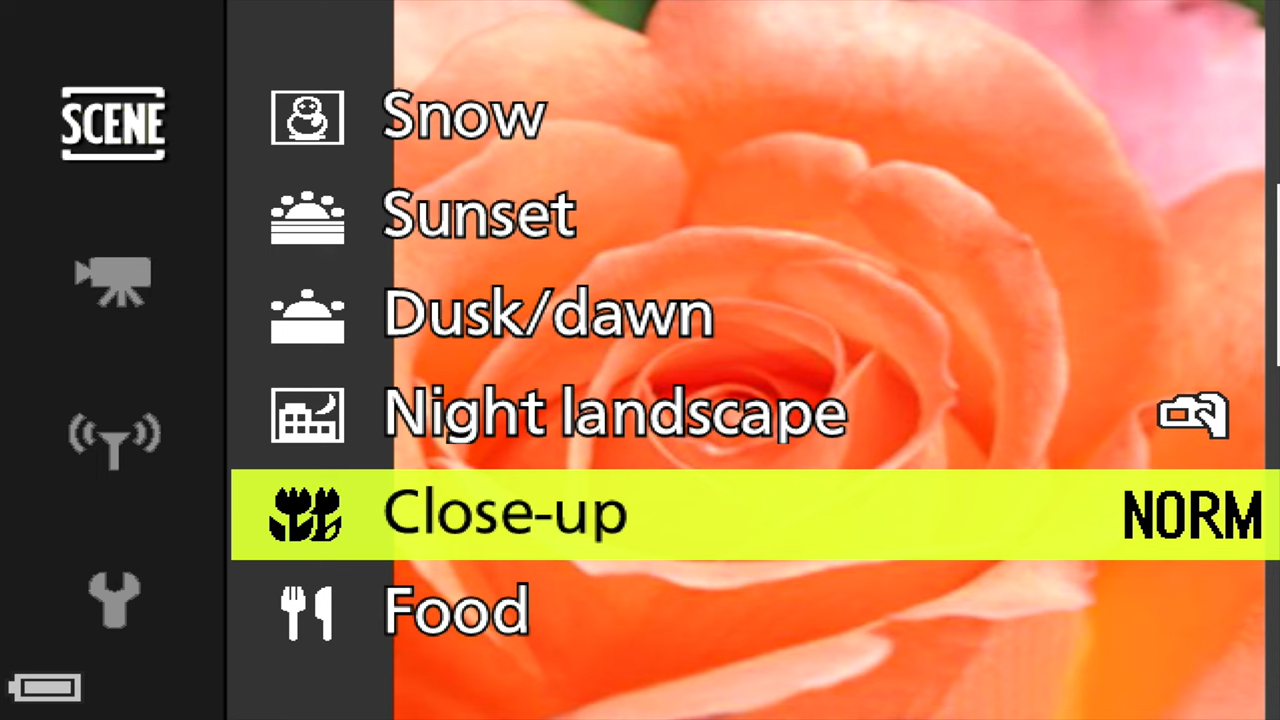 SCENE
Snow
Sunset
Dusk/dawn
Night landscape
Close-up NORM
Food